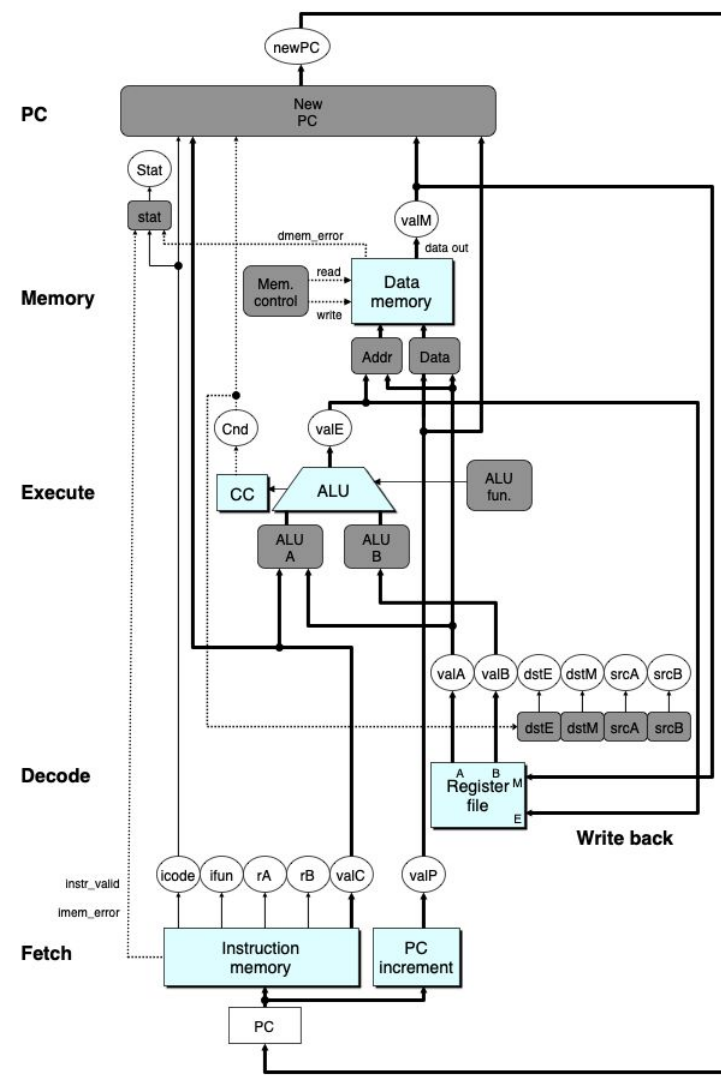 newPC
New
PC
PC
Stat
stat
valM
dmem_error
data out
Mem.
control
read
write
Data
memory
Memory
Addr
Data
Cnd
valE
CC
ALU
ALU
fun.
Execute
ALU
A
ALU
B
valA
valB
dstE
dstM
srcA
srcB
dstE
dstM
srcA
srcB
Decode
A
B
Register
file
M
E
Write back
icode
ifun
rA
rB
valC
valP
instr_valid
imem_error
Fetch
Instruction
memory
PC
increment
PC